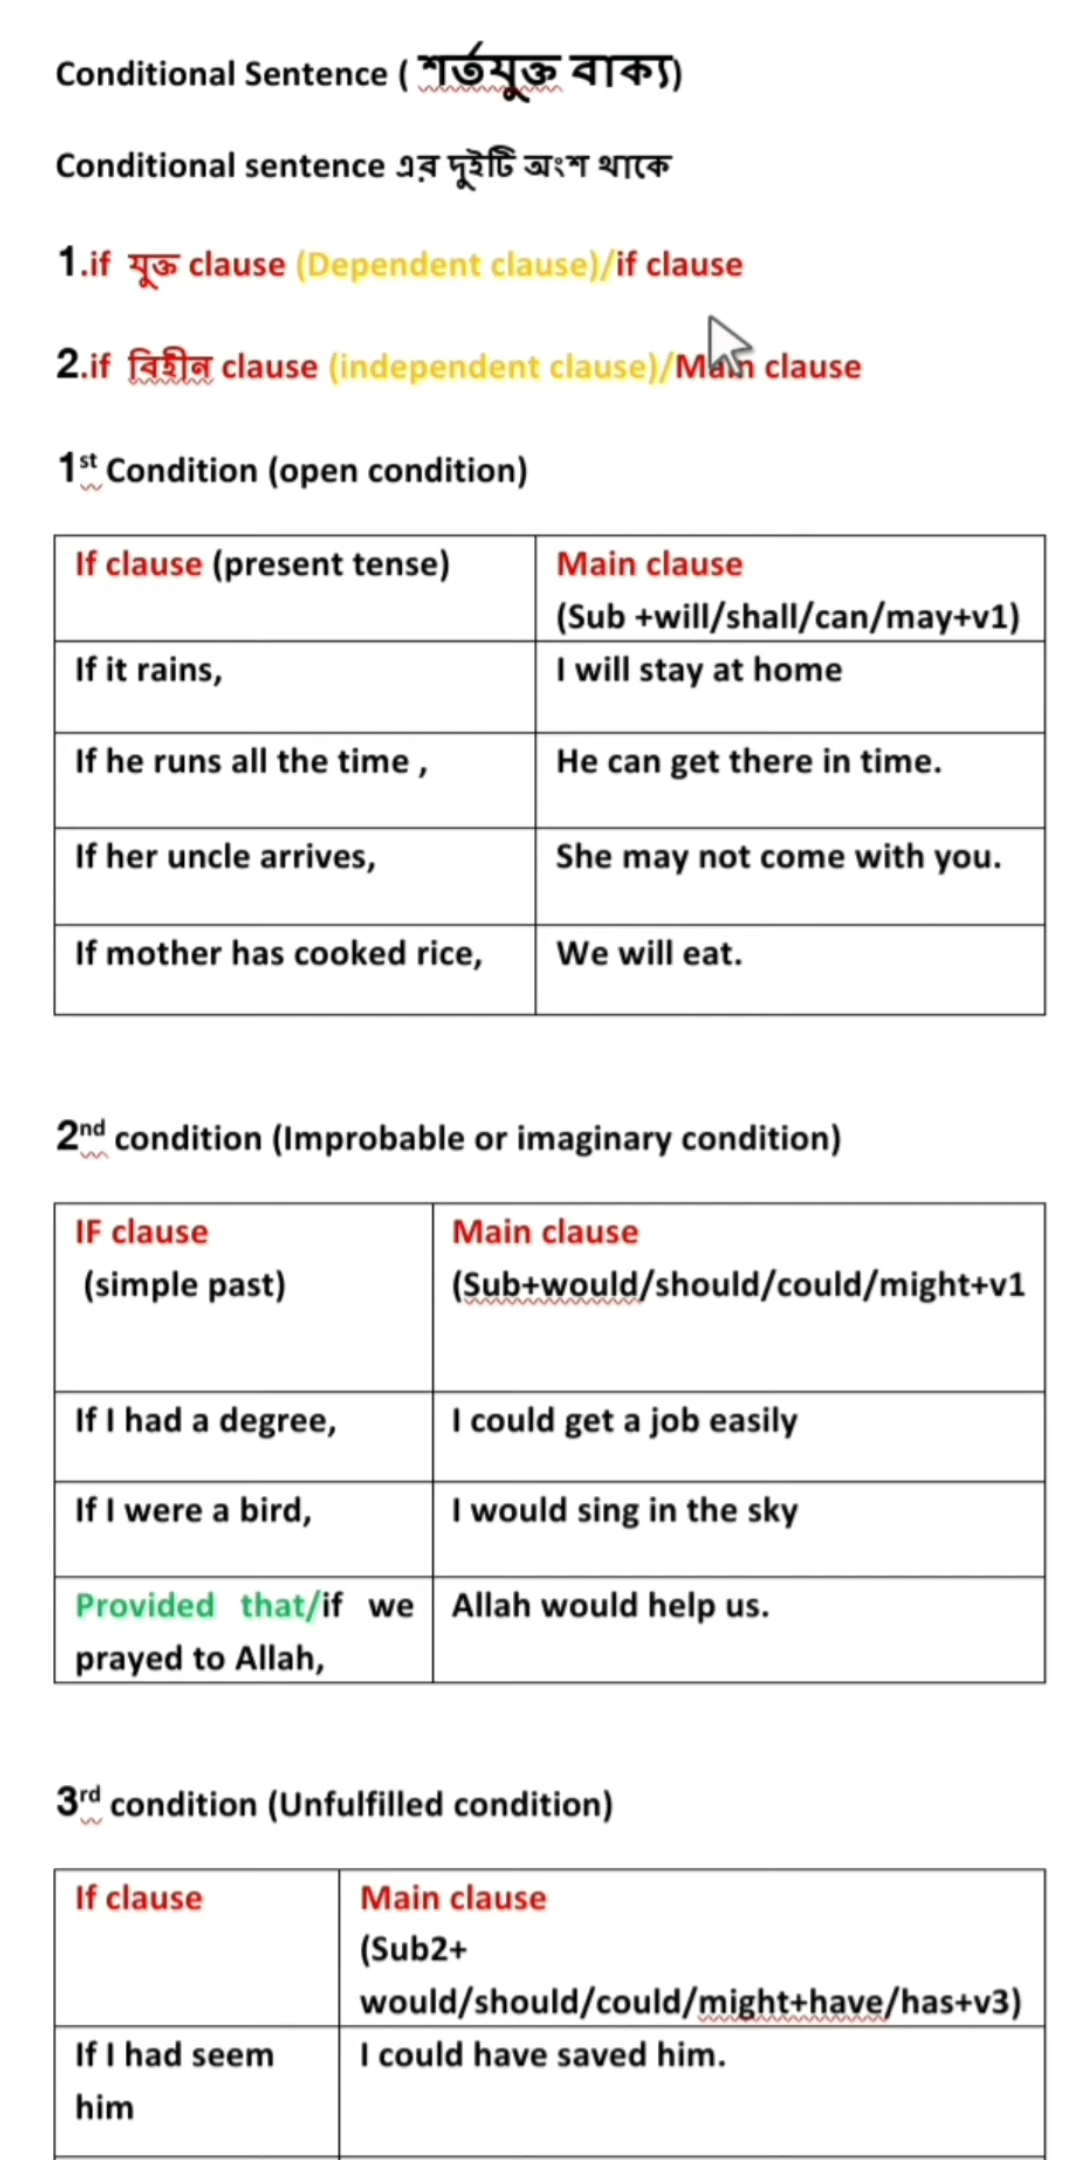 Conditional Sentence ( শর্তযুক্ত বাক্য)
Conditional sentence এর দুইটি অংশ থাকে
1.if যুক্ত clause (Dependent clause)/if clause
2.if বিহীন clause (independent clause)/Main clause
1st Condition (open condition)
If clause (present tense)
Main clause
(Sub +will/shall/can/may+v1)
If it rains,
I will stay at home
If he runs all the time ,
He can get there in time.
If her uncle arrives,
She may not come with you.
If mother has cooked rice,
We will eat.
2nd condition (Improbable or imaginary condition)
IF clause
(simple past)
Main clause
(Sub+would/should/could/might+v1
If I had a degree,
I could get a job easily
If I were a bird,
I would sing in the sky
Provided that/if we
prayed to Allah,
Allah would help us.
3rd condition (Unfulfilled condition)
If clause
Main clause
(Sub2+
would/should/could/might+have/has+v3)
If I had seem
him
I could have saved him.